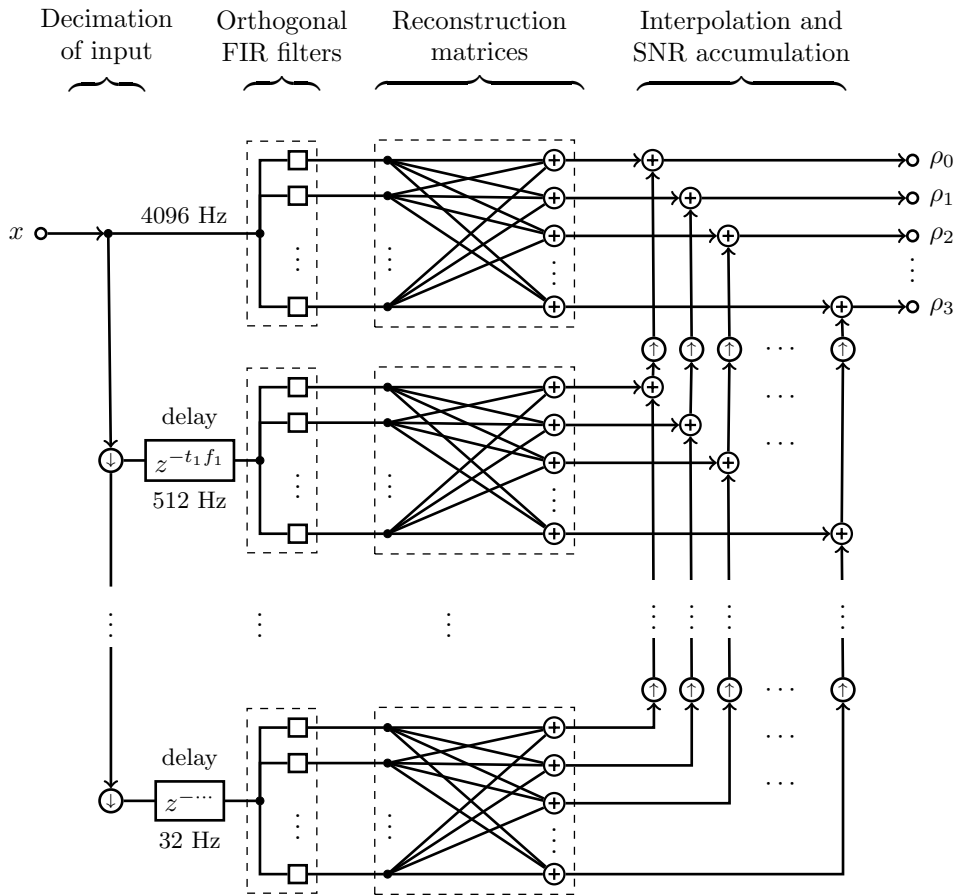 Decimation
of input
Orthogonal
FIR filters
Reconstruction
matrices
Interpolation and
SNR accumulation
x
4096 Hz
ρ₀
ρ₁
ρ₂
ρ₃
delay
z^{-t₁f₁}
512 Hz
delay
z^{-⋯}
32 Hz